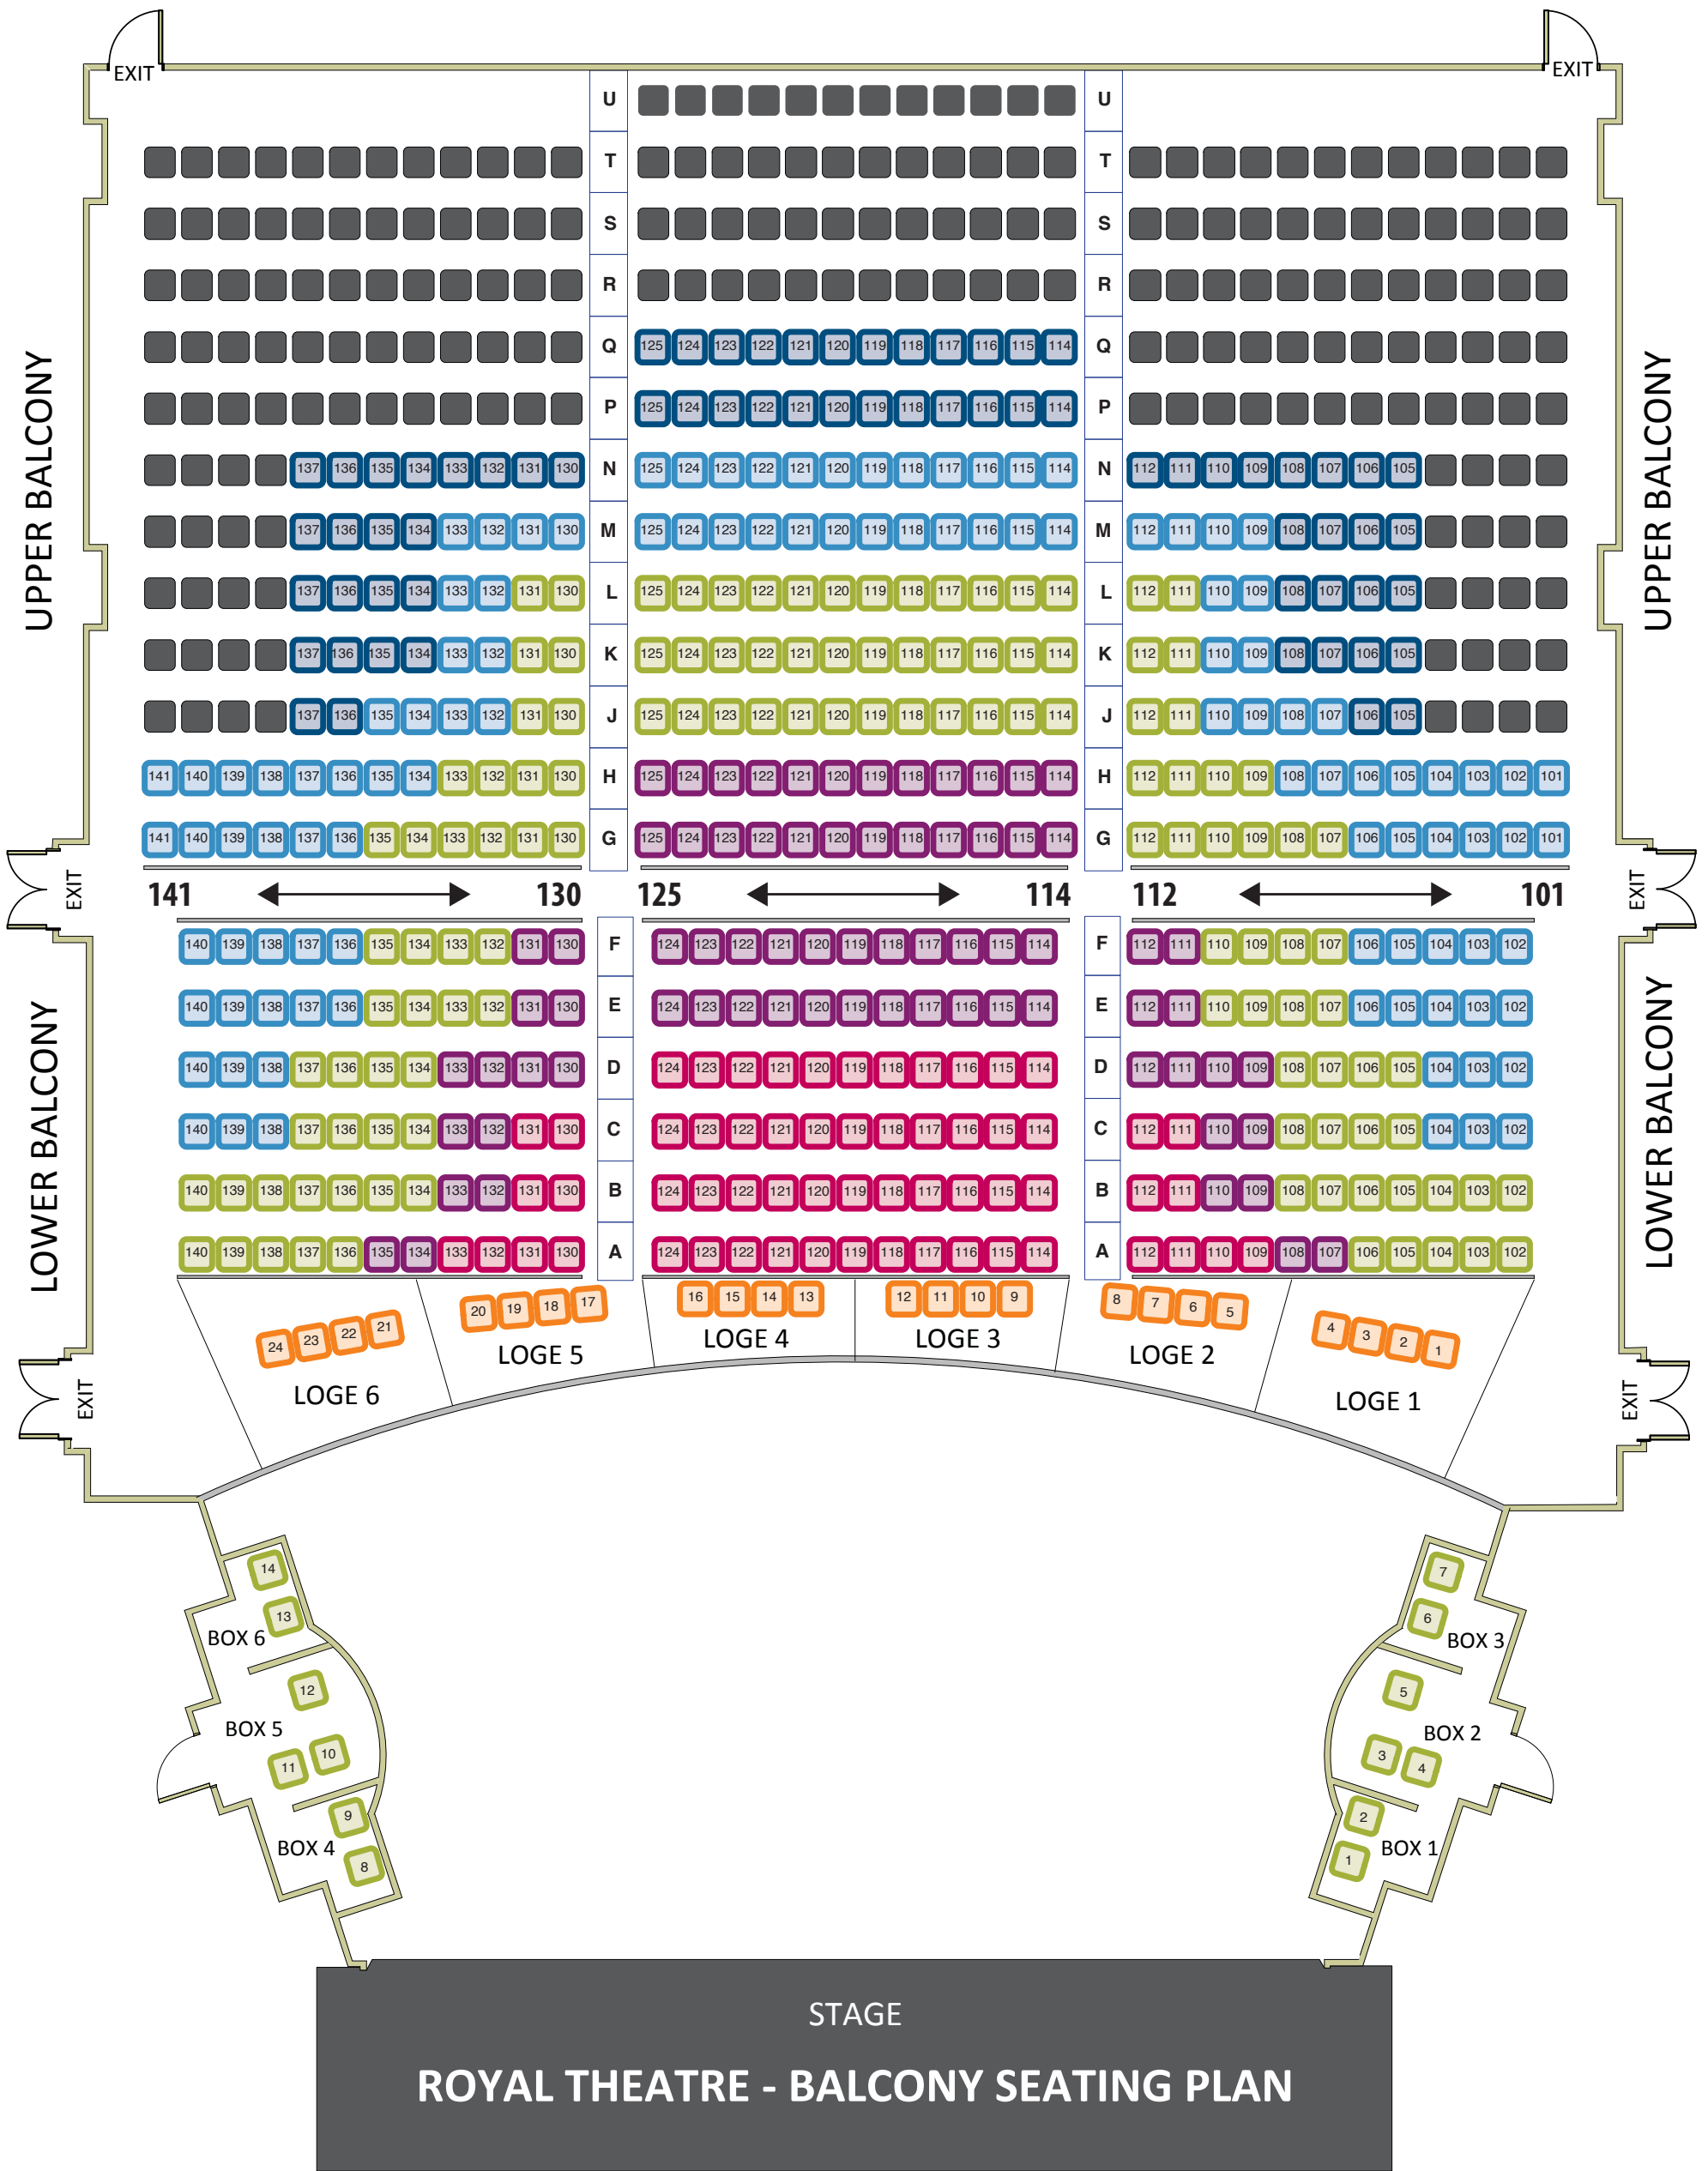 EXIT EXIT
U U
T T
S S
R R
Q 125 124 123 122 121 120 119 118 117 116 115 114 Q
P 125 124 123 122 121 120 119 118 117 116 115 114 P
137 136 135 134 133 132 131 130 N 125 124 123 122 121 120 119 118 117 116 115 114 N 112 111 110 109 108 107 106 105
137 136 135 134 133 132 131 130 M 125 124 123 122 121 120 119 118 117 116 115 114 M 112 111 110 109 108 107 106 105
137 136 135 134 133 132 131 130 L 125 124 123 122 121 120 119 118 117 116 115 114 L 112 111 110 109 108 107 106 105
137 136 135 134 133 132 131 130 K 125 124 123 122 121 120 119 118 117 116 115 114 K 112 111 110 109 108 107 106 105
137 136 135 134 133 132 131 130 J 125 124 123 122 121 120 119 118 117 116 115 114 J 112 111 110 109 108 107 106 105
141 140 139 138 137 136 135 134 133 132 131 130 H 125 124 123 122 121 120 119 118 117 116 115 114 H 112 111 110 109 108 107 106 105 104 103 102 101
141 140 139 138 137 136 135 134 133 132 131 130 G 125 124 123 122 121 120 119 118 117 116 115 114 G 112 111 110 109 108 107 106 105 104 103 102 101
UPPER BALCONY
UPPER BALCONY
EXIT 141 130 125 114 112 101 EXIT
140 139 138 137 136 135 134 133 132 131 130 F 124 123 122 121 120 119 118 117 116 115 114 F 112 111 110 109 108 107 106 105 104 103 102
140 139 138 137 136 135 134 133 132 131 130 E 124 123 122 121 120 119 118 117 116 115 114 E 112 111 110 109 108 107 106 105 104 103 102
140 139 138 137 136 135 134 133 132 131 130 D 124 123 122 121 120 119 118 117 116 115 114 D 112 111 110 109 108 107 106 105 104 103 102
140 139 138 137 136 135 134 133 132 131 130 C 124 123 122 121 120 119 118 117 116 115 114 C 112 111 110 109 108 107 106 105 104 103 102
140 139 138 137 136 135 134 133 132 131 130 B 124 123 122 121 120 119 118 117 116 115 114 B 112 111 110 109 108 107 106 105 104 103 102
140 139 138 137 136 135 134 133 132 131 130 A 124 123 122 121 120 119 118 117 116 115 114 A 112 111 110 109 108 107 106 105 104 103 102
LOWER BALCONY
LOWER BALCONY
24 23 22 21 20 19 18 17 16 15 14 13 12 11 10 9 8 7 6 5 4 3 2 1
LOGE 6 LOGE 5 LOGE 4 LOGE 3 LOGE 2 LOGE 1
EXIT EXIT
14 7
13 6
BOX 6 BOX 3
12 5
BOX 5 BOX 2
11 10 3 4
9 2
BOX 4 BOX 1
8 1
STAGE
ROYAL THEATRE - BALCONY SEATING PLAN